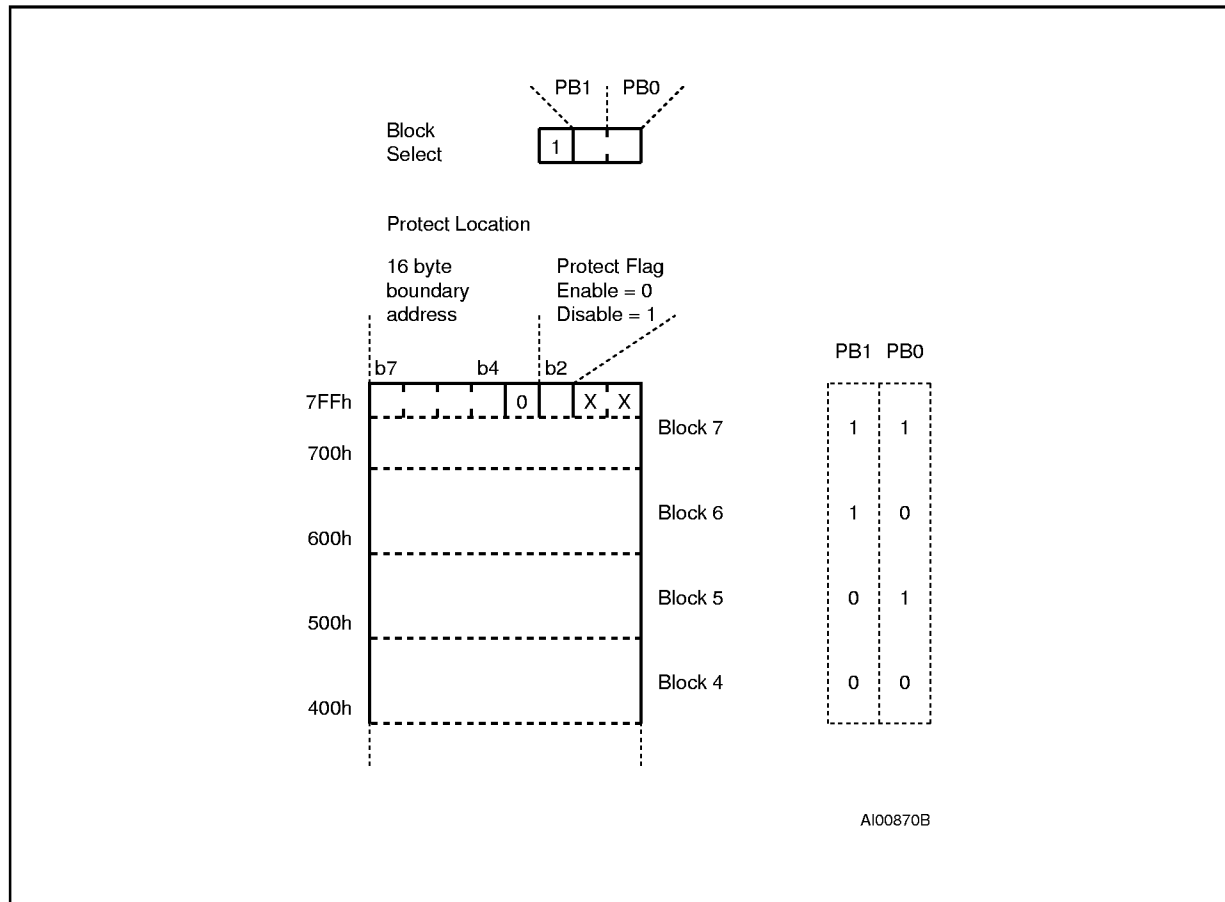 PB1 PB0
Block
Select
1
Protect Location
16 byte
boundary
address
Protect Flag
Enable = 0
Disable = 1
b7 b4 b2
PB1 PB0
7FFh 0 X X
Block 7 1 1
700h
Block 6 1 0
600h
Block 5 0 1
500h
Block 4 0 0
400h
AI00870B